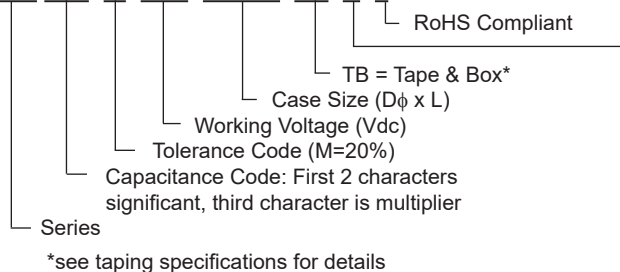 RoHS Compliant
TB = Tape & Box*
Case Size (Dϕ x L)
Working Voltage (Vdc)
Tolerance Code (M=20%)
Capacitance Code: First 2 characters
significant, third character is multiplier
Series
*see taping specifications for details